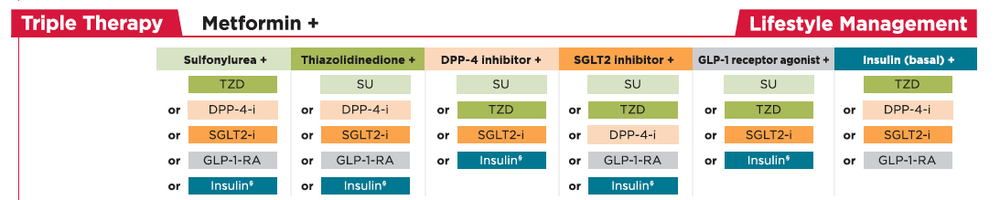 Triple Therapy Metformin + Lifestyle Management
Sulfonylurea + Thiazolidinedione + DPP-4 inhibitor + SGLT2 inhibitor + GLP-1 receptor agonist + Insulin (basal) +
TZD SU SU SU SU TZD
or DPP-4-i or DPP-4-i or TZD or TZD or TZD or DPP-4-i
or SGLT2-i or SGLT2-i or SGLT2-i or DPP-4-i or SGLT2-i or SGLT2-i
or GLP-1-RA or GLP-1-RA or Insulin§ or GLP-1-RA or Insulin§ or GLP-1-RA
or Insulin§ or Insulin§ or Insulin§